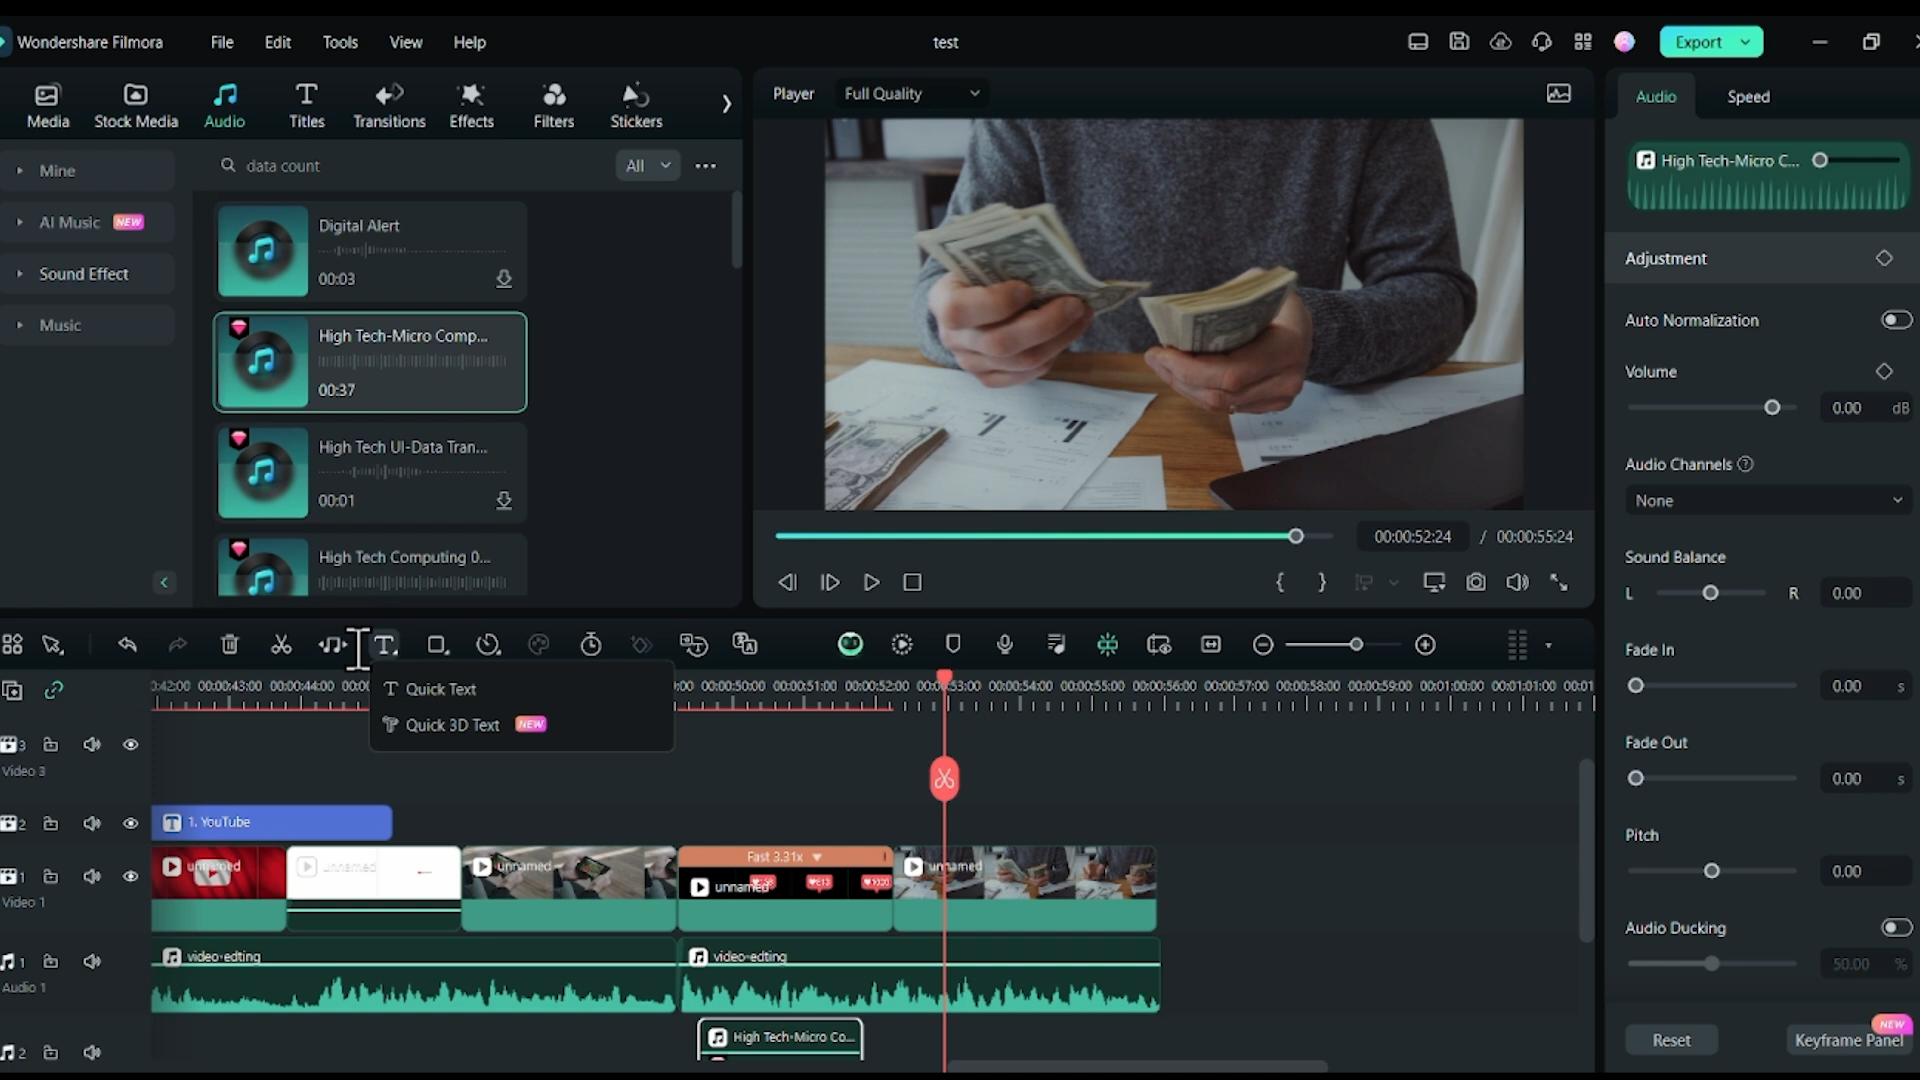 Wondershare Filmora File Edit Tools View Help test Export
Media Stock Media Audio Titles Transitions Effects Filters Stickers
Player Full Quality
Audio Speed
Mine
AI Music NEW
Sound Effect
Music
data count All
Digital Alert
00:03
High Tech-Micro Comp...
00:37
High Tech UI-Data Tran...
00:01
High Tech Computing 0...
00:00:52:24 / 00:00:55:24
High Tech-Micro C...
Adjustment
Auto Normalization
Volume
0.00 dB
Audio Channels
None
Sound Balance
L R 0.00
Fade In
0.00 s
Fade Out
0.00 s
Pitch
0.00
Audio Ducking
50.00 %
Reset
NEW
Keyframe Panel
0:42:00 00:00:43:00 00:00:44:00 00:00 :00 00:00:50:00 00:00:51:00 00:00:52:00 00:00:53:00 00:00:54:00 00:00:55:00 00:00:56:00 00:00:57:00 00:00:58:00 00:00:59:00 00:01:00:00 00:01:01:00 00:01
Quick Text
Quick 3D Text NEW
3
Video 3
2
1. YouTube
1
Video 1
unnamed
unnamed
unnamed
Fast 3.31x
unnamed
unnamed
1
Audio 1
video-edting
video-edting
2
High Tech-Micro Co...